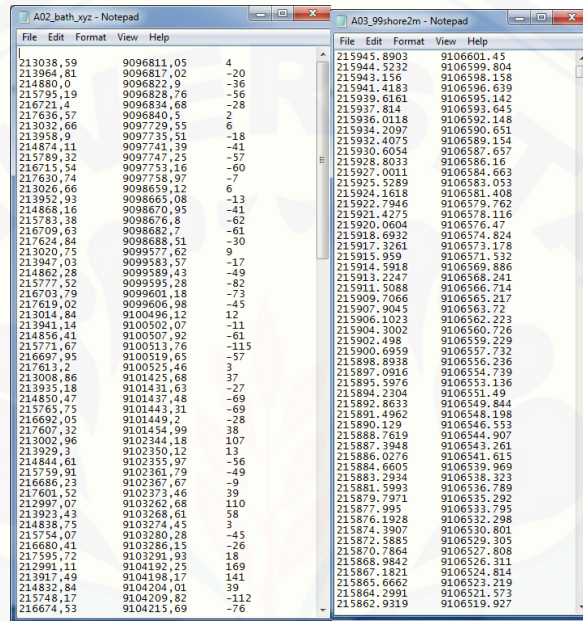 A02_bath_xyz - Notepad
File Edit Format View Help
213038,59 9096811,05 4
213964,81 9096817,02 -20
214880,0 9096822,9 -36
215795,19 9096828,76 -56
216721,4 9096834,68 -28
217636,57 9096840,5 2
213032,66 9097729,55 6
213958,9 9097735,51 -18
214874,11 9097741,39 -41
215789,32 9097747,25 -57
216715,54 9097753,16 -60
217630,74 9097758,97 -7
213026,66 9098659,12 6
213952,93 9098665,08 -13
214868,16 9098670,95 -41
215783,38 9098676,8 -62
216709,63 9098682,7 -61
217624,84 9098688,51 -30
213020,75 9099577,62 9
213947,03 9099583,57 -17
214862,28 9099589,43 -49
215777,52 9099595,28 -82
216703,79 9099601,18 -73
217619,02 9099606,98 -45
213014,84 9100496,12 12
213941,14 9100502,07 -11
214856,41 9100507,92 -61
215771,67 9100513,76 -115
216697,95 9100519,65 -57
217613,2 9100525,46 3
213008,86 9101425,68 37
213935,18 9101431,63 -27
214850,47 9101437,48 -69
215765,75 9101443,31 -69
216692,05 9101449,2 -28
217607,32 9101454,99 38
213002,96 9102344,18 107
213929,3 9102350,12 13
214844,61 9102355,97 -56
215759,91 9102361,79 -49
216686,23 9102367,67 -9
217601,52 9102373,46 39
212997,07 9103262,68 110
213923,43 9103268,61 58
214838,75 9103274,45 3
215754,07 9103280,28 -45
216680,41 9103286,15 -26
217595,72 9103291,93 18
212991,11 9104192,25 169
213917,49 9104198,17 141
214832,84 9104204,01 39
215748,17 9104209,82 -112
216674,53 9104215,69 -76
A03_99shore2m - Notepad
File Edit Format View Help
215945.8903 9106601.45
215944.5232 9106599.804
215943.156 9106598.158
215941.4183 9106596.639
215939.6161 9106595.142
215937.814 9106593.645
215936.0118 9106592.148
215934.2097 9106590.651
215932.4075 9106589.154
215930.6054 9106587.657
215928.8033 9106586.16
215927.0011 9106584.663
215925.5289 9106583.053
215924.1618 9106581.408
215922.7946 9106579.762
215921.4275 9106578.116
215920.0604 9106576.47
215918.6932 9106574.824
215917.3261 9106573.178
215915.959 9106571.532
215914.5918 9106569.886
215913.2247 9106568.241
215911.5088 9106566.714
215909.7066 9106565.217
215907.9045 9106563.72
215906.1023 9106562.223
215904.3002 9106560.726
215902.498 9106559.229
215900.6959 9106557.732
215898.8938 9106556.236
215897.0916 9106554.739
215895.5976 9106553.136
215894.2304 9106551.49
215892.8633 9106549.844
215891.4962 9106548.198
215890.129 9106546.553
215888.7619 9106544.907
215887.3948 9106543.261
215886.0276 9106541.615
215884.6605 9106539.969
215883.2934 9106538.323
215881.5993 9106536.789
215879.7971 9106535.292
215877.995 9106533.795
215876.1928 9106532.298
215874.3907 9106530.801
215872.5885 9106529.305
215870.7864 9106527.808
215868.9842 9106526.311
215867.1821 9106524.814
215865.6662 9106523.219
215864.2991 9106521.573
215862.9319 9106519.927